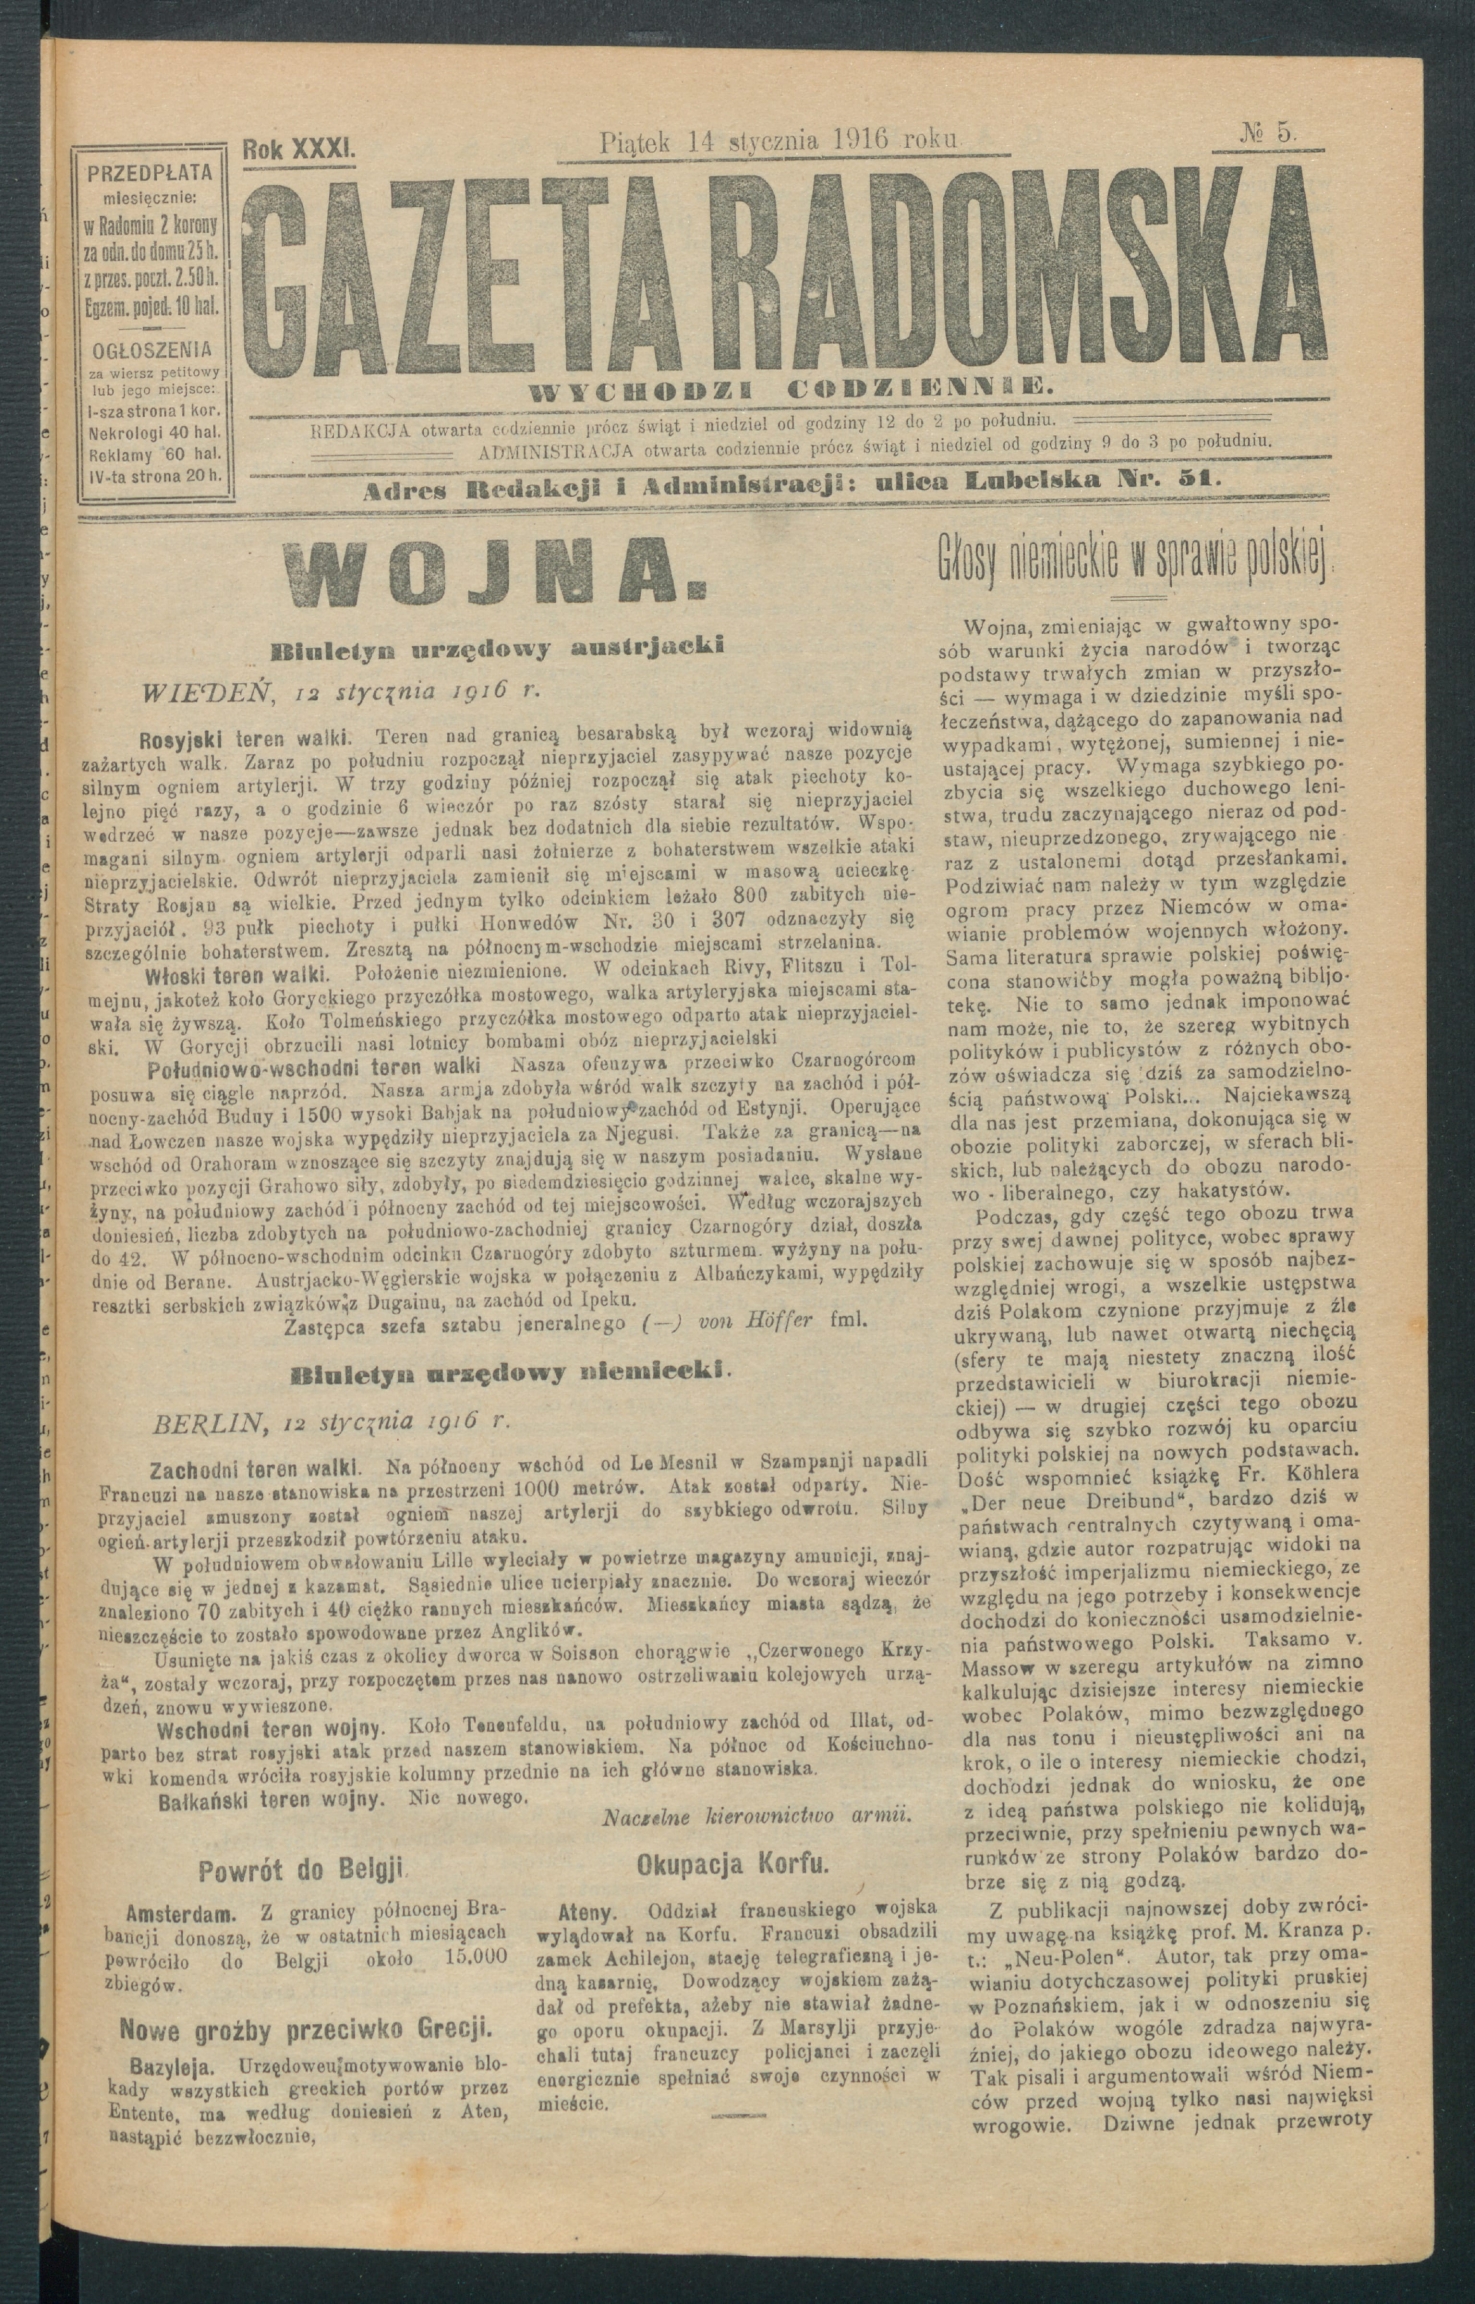 Rok XXXI.
Piątek 14 stycznia 1916 roku
№ 5.
PRZEDPŁATA
miesięcznie:
w Radomiu 2 korony
za odn. do domu 25 h.
z przes. poczt. 2.50 h.
Egzem. pojed. 10 hal.
OGŁOSZENIA
za wiersz petitowy
lub jego miejsce:
I-sza strona 1 kor.
Nekrologi 40 hal.
Reklamy 60 hal.
IV-ta strona 20 h.
GAZETA RADOMSKA
WYCHODZI CODZIENNIE.
REDAKCJA otwarta codziennie prócz świąt i niedziel od godziny 12 do 2 po południu.
ADMINISTRACJA otwarta codziennie prócz świąt i niedziel od godziny 9 do 3 po południu.
Adres Redakcji i Administracji: ulica Lubelska Nr. 51.
WOJNA.
Biuletyn urzędowy austrjacki
WIEDEŃ, 12 stycznia 1916 r.
Rosyjski teren walki. Teren nad granicą besarabską był wczoraj widownią
zażartych walk. Zaraz po południu rozpoczął nieprzyjaciel zasypywać nasze pozycje
silnym ogniem artylerji. W trzy godziny później rozpoczął się atak piechoty ko-
lejno pięć razy, a o godzinie 6 wieczór po raz szósty starał się nieprzyjaciel
wedrzeć w nasze pozycje—zawsze jednak bez dodatnich dla siebie rezultatów. Wspo-
magani silnym ogniem artylerji odparli nasi żołnierze z bohaterstwem wszelkie ataki
nieprzyjacielskie. Odwrót nieprzyjaciela zamienił się miejscami w masową ucieczkę
Straty Rosjan są wielkie. Przed jednym tylko odcinkiem leżało 800 zabitych nie-
przyjaciół. 93 pułk piechoty i pułki Honwedów Nr. 30 i 307 odznaczyły się
szczególnie bohaterstwem. Zresztą na północnym-wschodzie miejscami strzelanina.
Włoski teren walki. Położenie niezmienione. W odcinkach Rivy, Flitszu i Tol-
mejnu, jakoteż koło Goryckiego przyczółka mostowego, walka artyleryjska miejscami sta-
wała się żywszą. Koło Tolmeńskiego przyczółka mostowego odparto atak nieprzyjaciel-
ski. W Gorycji obrzucili nasi lotnicy bombami obóz nieprzyjacielski
Południowo-wschodni teren walki Nasza ofenzywa przeciwko Czarnogórcom
posuwa się ciągle naprzód. Nasza armja zdobyła wśród walk szczyty na zachód i pół-
nocny-zachód Buduy i 1500 wysoki Babjak na południowy zachód od Estynji. Operujące
nad Łowczen nasze wojska wypędziły nieprzyjaciela za Njegusi. Także za granicą—na
wschód od Orahoram wznoszące się szczyty znajdują się w naszym posiadaniu. Wysłane
przeciwko pozycji Grahowo siły, zdobyły, po siedemdziesięcio godzinnej walce, skalne wy-
żyny, na południowy zachód i północny zachód od tej miejscowości. Według wczorajszych
doniesień, liczba zdobytych na południowo-zachodniej granicy Czarnogóry dział, doszła
do 42. W północno-wschodnim odcinku Czarnogóry zdobyto szturmem wyżyny na połu-
dnie od Berane. Austrjacko-Węgierskie wojska w połączeniu z Albańczykami, wypędziły
resztki serbskich związków z Dugainu, na zachód od Ipeku.
Zastępca szefa sztabu jeneralnego (—) von Höffer fml.
Biuletyn urzędowy niemiecki.
BERLIN, 12 stycznia 1916 r.
Zachodni teren walki. Na północny wschód od Le Mesnil w Szampanji napadli
Francuzi na nasze stanowiska na przestrzeni 1000 metrów. Atak został odparty. Nie-
przyjaciel zmuszony został ogniem naszej artylerji do szybkiego odwrotu. Silny
ogień artylerji przeszkodził powtórzeniu ataku.
W południowem obwałowaniu Lille wyleciały w powietrze magazyny amunicji, znaj-
dujące się w jednej z kazamat. Sąsiednie ulice ucierpiały znacznie. Do wczoraj wieczór
znaleziono 70 zabitych i 40 ciężko rannych mieszkańców. Mieszkańcy miasta sądzą, że
nieszczęście to zostało spowodowane przez Anglików.
Usunięte na jakiś czas z okolicy dworca w Soisson chorągwie „Czerwonego Krzy-
ża“, zostały wczoraj, przy rozpoczętem przes nas nanowo ostrzeliwaniu kolejowych urzą-
dzeń, znowu wywieszone.
Wschodni teren wojny. Koło Tenenfeldu, na południowy zachód od Illat, od-
parto bez strat rosyjski atak przed naszem stanowiskiem. Na północ od Kościuchno-
wki komenda wróciła rosyjskie kolumny przednie na ich główne stanowiska.
Bałkański teren wojny. Nic nowego.
Naczelne kierownictwo armii.
Powrót do Belgji.
Amsterdam. Z granicy północnej Bra-
bancji donoszą, że w ostatnich miesiącach
powróciło do Belgji około 15.000
zbiegów.
Nowe groźby przeciwko Grecji.
Bazyleja. Urzędowe umotywowanie blo-
kady wszystkich greckich portów przez
Entente, ma według doniesień z Aten,
nastąpić bezzwłocznie,
Okupacja Korfu.
Ateny. Oddział francuskiego wojska
wylądował na Korfu. Francuzi obsadzili
zamek Achilejon, stację telegraficzną i je-
dną kasarnię. Dowodzący wojskiem zażą-
dał od prefekta, ażeby nie stawiał żadne-
go oporu okupacji. Z Marsylji przyje-
chali tutaj francuzcy policjanci i zaczęli
energicznie spełniać swoje czynności w
mieście.
Głosy niemieckie w sprawie polskiej.
Wojna, zmieniając w gwałtowny spo-
sób warunki życia narodów i tworząc
podstawy trwałych zmian w przyszło-
ści — wymaga i w dziedzinie myśli spo-
łeczeństwa, dążącego do zapanowania nad
wypadkami, wytężonej, sumiennej i nie-
ustającej pracy. Wymaga szybkiego po-
zbycia się wszelkiego duchowego leni-
stwa, trudu zaczynającego nieraz od pod-
staw, nieuprzedzonego, zrywającego nie
raz z ustalonemi dotąd przesłankami.
Podziwiać nam należy w tym względzie
ogrom pracy przez Niemców w oma-
wianie problemów wojennych włożony.
Sama literatura sprawie polskiej poświę-
cona stanowićby mogła poważną bibljo-
tekę. Nie to samo jednak imponować
nam może, nie to, że szereg wybitnych
polityków i publicystów z różnych obo-
zów oświadcza się dziś za samodzielno-
ścią państwową Polski... Najciekawszą
dla nas jest przemiana, dokonująca się w
obozie polityki zaborczej, w sferach bli-
skich, lub należących do obozu narodo-
wo - liberalnego, czy hakatystów.
Podczas, gdy część tego obozu trwa
przy swej dawnej polityce, wobec sprawy
polskiej zachowuje się w sposób najbez-
względniej wrogi, a wszelkie ustępstwa
dziś Polakom czynione przyjmuje z źle
ukrywaną, lub nawet otwartą niechęcią
(sfery te mają niestety znaczną ilość
przedstawicieli w biurokracji niemie-
ckiej) — w drugiej części tego obozu
odbywa się szybko rozwój ku oparciu
polityki polskiej na nowych podstawach.
Dość wspomnieć książkę Fr. Köhlera
„Der neue Dreibund“, bardzo dziś w
państwach centralnych czytywaną i oma-
wianą, gdzie autor rozpatrując widoki na
przyszłość imperjalizmu niemieckiego, ze
względu na jego potrzeby i konsekwencje
dochodzi do konieczności usamodzielnie-
nia państwowego Polski. Taksamo v.
Massow w szeregu artykułów na zimno
kalkulując dzisiejsze interesy niemieckie
wobec Polaków, mimo bezwzględnego
dla nas tonu i nieustępliwości ani na
krok, o ile o interesy niemieckie chodzi,
dochodzi jednak do wniosku, że one
z ideą państwa polskiego nie kolidują,
przeciwnie, przy spełnieniu pewnych wa-
runków ze strony Polaków bardzo do-
brze się z nią godzą.
Z publikacji najnowszej doby zwróci-
my uwagę na książkę prof. M. Kranza p.
t.: „Neu-Polen“. Autor, tak przy oma-
wianiu dotychczasowej polityki pruskiej
w Poznańskiem, jak i w odnoszeniu się
do Polaków wogóle zdradza najwyra-
źniej, do jakiego obozu ideowego należy.
Tak pisali i argumentowali wśród Niem-
ców przed wojną tylko nasi najwięksi
wrogowie. Dziwne jednak przewroty